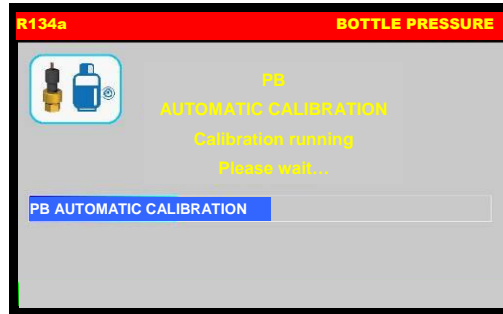 R134a BOTTLE PRESSURE
PB
AUTOMATIC CALIBRATION
Calibration running
Please wait...
PB AUTOMATIC CALIBRATION